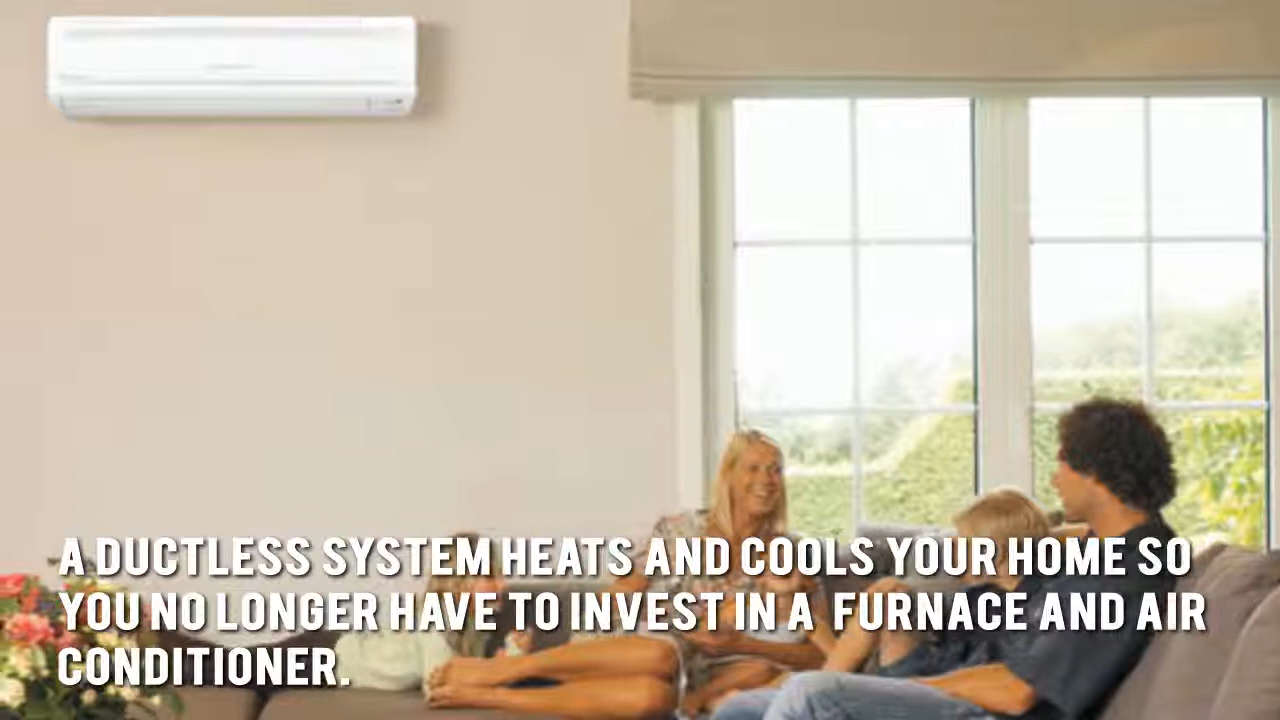 A DUCTLESS SYSTEM HEATS AND COOLS YOUR HOME SO
YOU NO LONGER HAVE TO INVEST IN A FURNACE AND AIR
CONDITIONER.